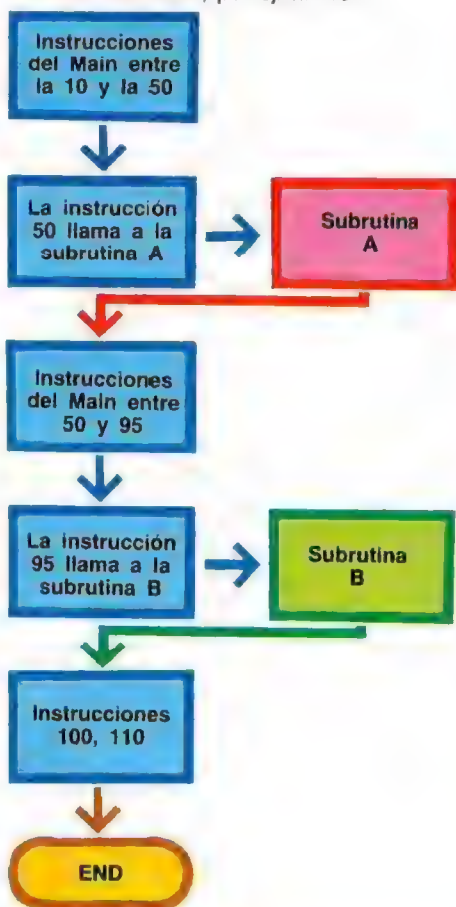 Instrucciones
del Main entre
la 10 y la 50
La instrucción
50 llama a la
subrutina A
Subrutina
A
Instrucciones
del Main entre
50 y 95
La instrucción
95 llama a la
subrutina B
Subrutina
B
Instrucciones
100, 110
END